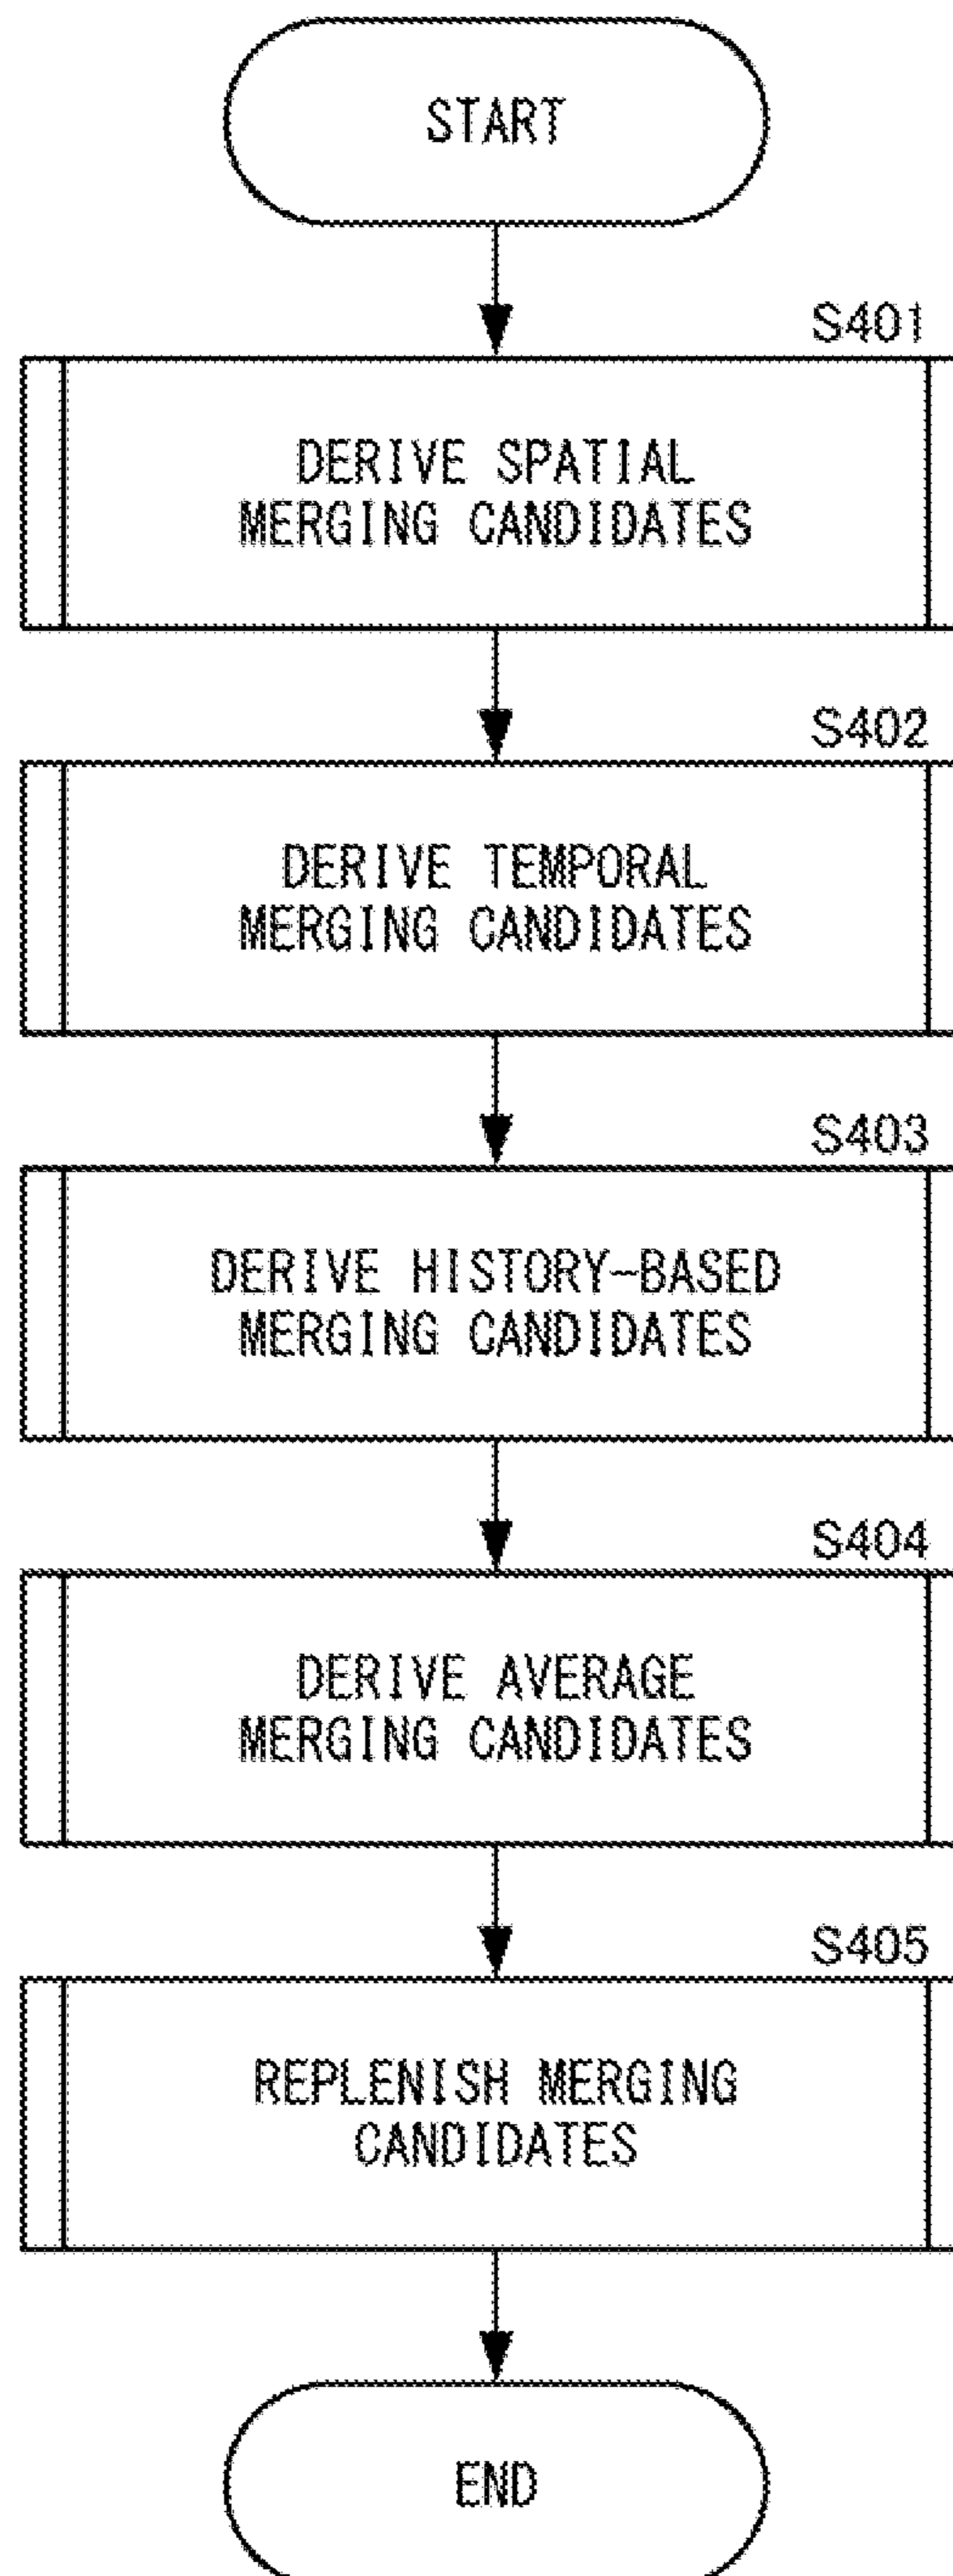 START
S401
DERIVE SPATIAL
MERGING CANDIDATES
S402
DERIVE TEMPORAL
MERGING CANDIDATES
S403
DERIVE HISTORY-BASED
MERGING CANDIDATES
S404
DERIVE AVERAGE
MERGING CANDIDATES
S405
REPLENISH MERGING
CANDIDATES
END